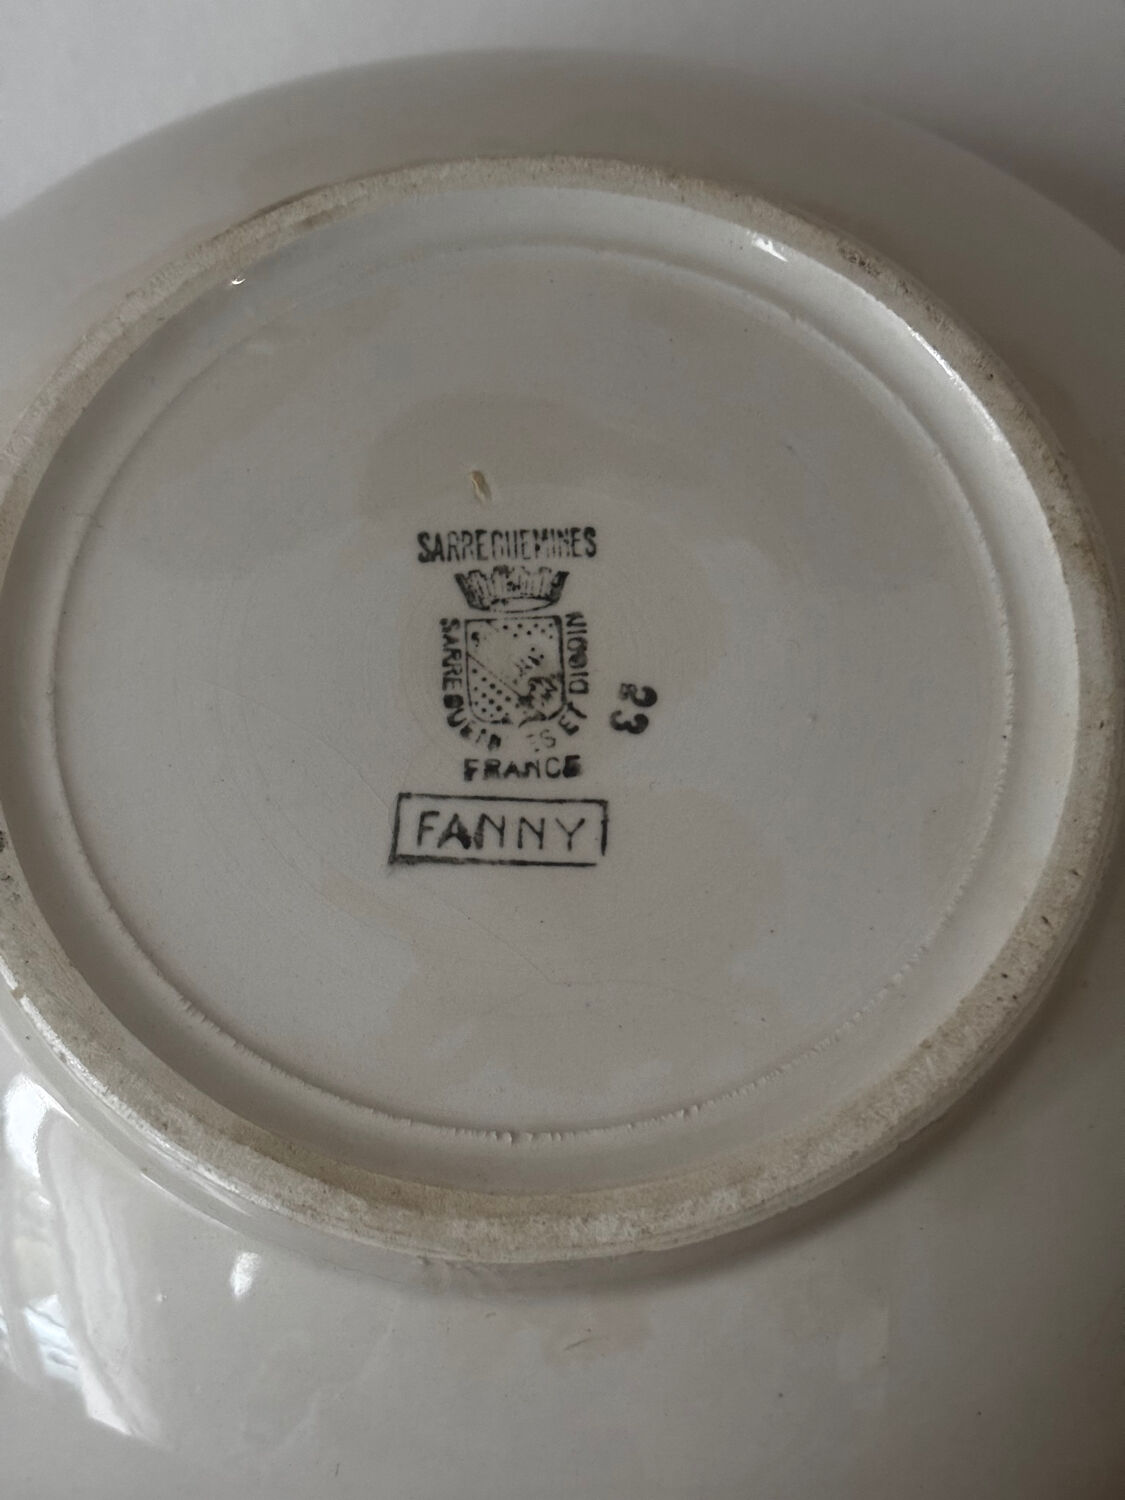 SARREGUEMINES
SARREGUEMINES ET DIGOIN
23
FRANCE
FANNY